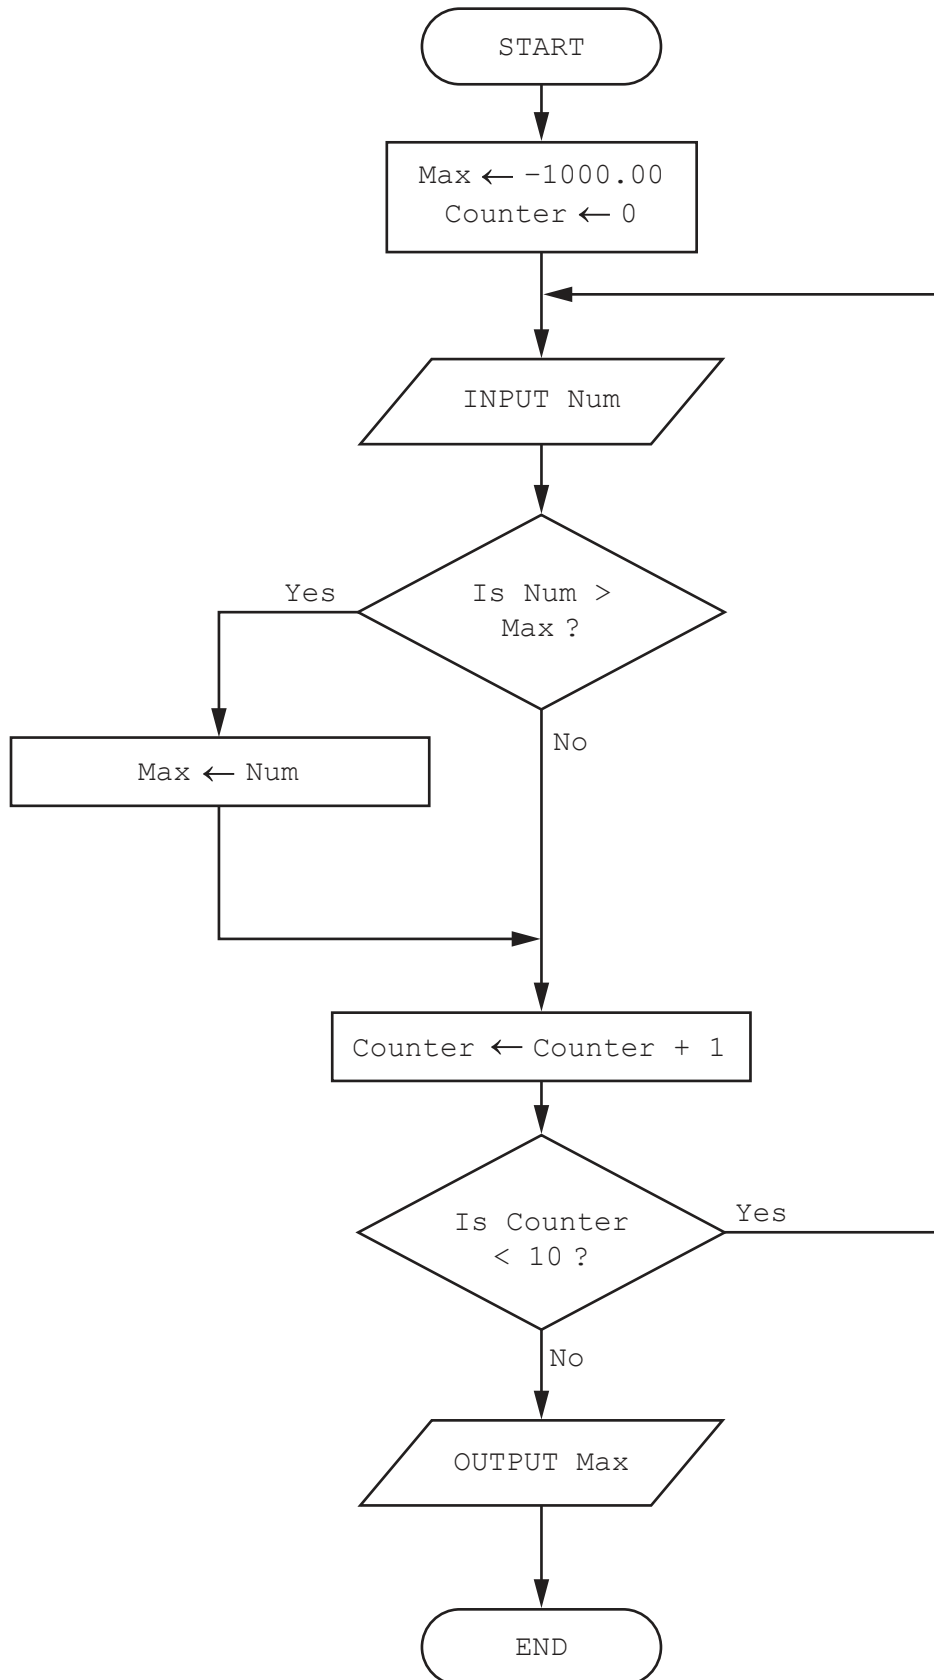 START
Max ← −1000.00
Counter ← 0
INPUT Num
Yes
Is Num >
Max ?
No
Max ← Num
Counter ← Counter + 1
Is Counter
< 10 ?
Yes
No
OUTPUT Max
END